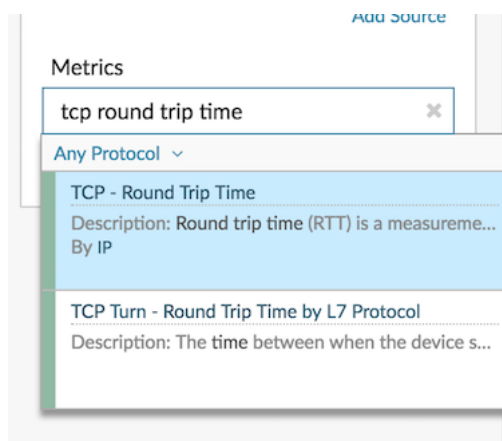 Add Source
Metrics
tcp round trip time
Any Protocol
TCP - Round Trip Time
Description: Round trip time (RTT) is a measureme...
By IP
TCP Turn - Round Trip Time by L7 Protocol
Description: The time between when the device s...